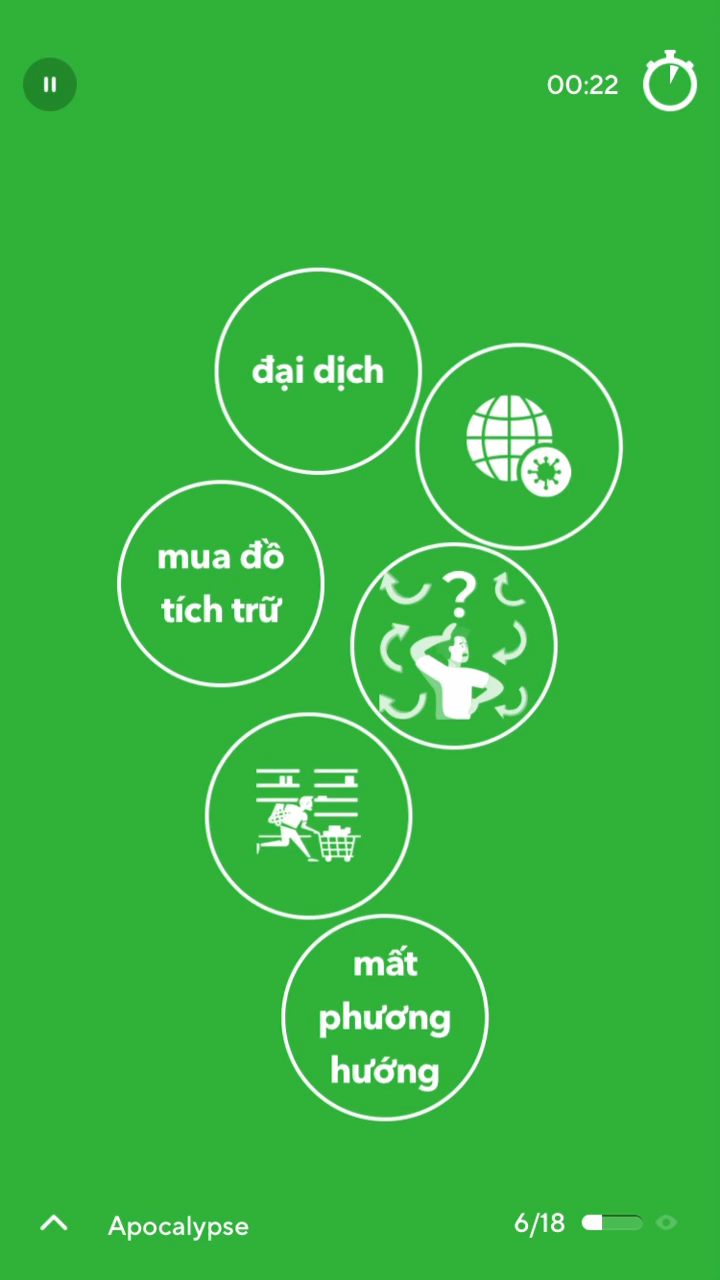 00:22
đại dịch
mua đồ
tích trữ
?
mất
phương
hướng
Apocalypse
6/18